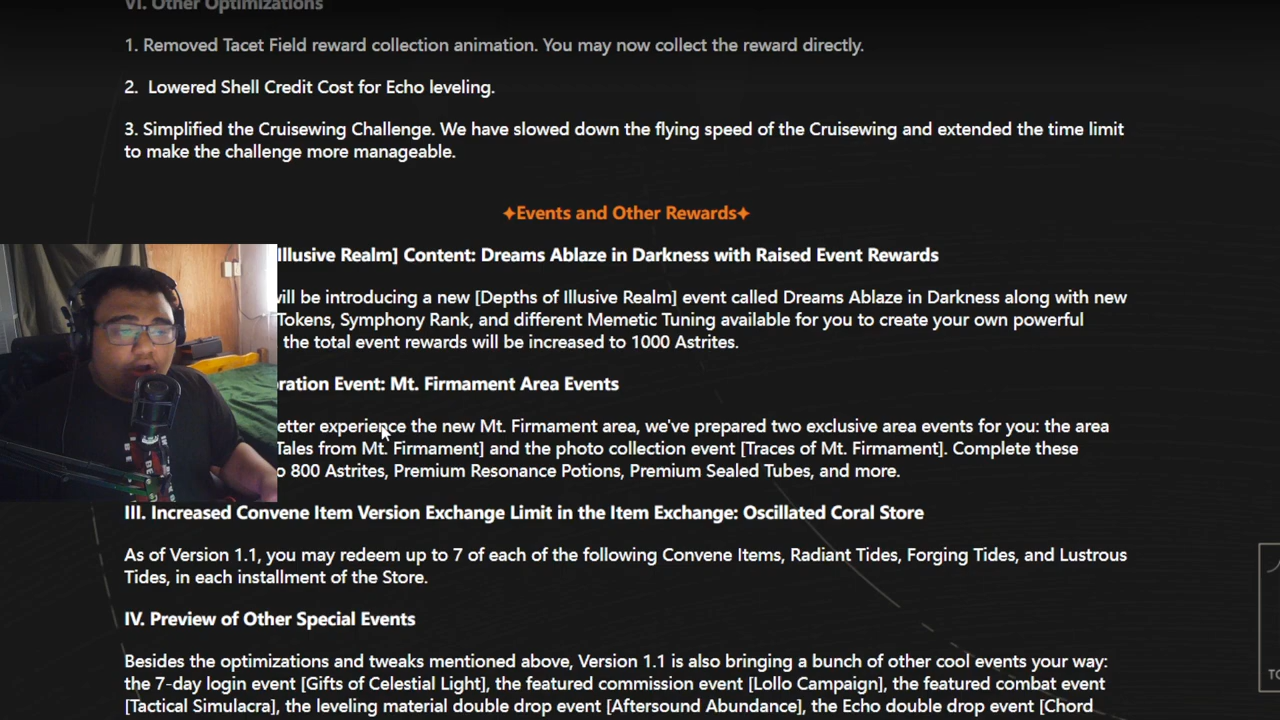 VI. Other Optimizations
1. Removed Tacet Field reward collection animation. You may now collect the reward directly.
2. Lowered Shell Credit Cost for Echo leveling.
3. Simplified the Cruisewing Challenge. We have slowed down the flying speed of the Cruisewing and extended the time limit
to make the challenge more manageable.
✦Events and Other Rewards✦
Illusive Realm] Content: Dreams Ablaze in Darkness with Raised Event Rewards
will be introducing a new [Depths of Illusive Realm] event called Dreams Ablaze in Darkness along with new
Tokens, Symphony Rank, and different Memetic Tuning available for you to create your own powerful
the total event rewards will be increased to 1000 Astrites.
Event: Mt. Firmament Area Events
experience the new Mt. Firmament area, we've prepared two exclusive area events for you: the area
Tales from Mt. Firmament] and the photo collection event [Traces of Mt. Firmament]. Complete these
800 Astrites, Premium Resonance Potions, Premium Sealed Tubes, and more.
III. Increased Convene Item Version Exchange Limit in the Item Exchange: Oscillated Coral Store
As of Version 1.1, you may redeem up to 7 of each of the following Convene Items, Radiant Tides, Forging Tides, and Lustrous
Tides, in each installment of the Store.
IV. Preview of Other Special Events
Besides the optimizations and tweaks mentioned above, Version 1.1 is also bringing a bunch of other cool events your way:
the 7-day login event [Gifts of Celestial Light], the featured commission event [Lollo Campaign], the featured combat event
[Tactical Simulacra], the leveling material double drop event [Aftersound Abundance], the Echo double drop event [Chord